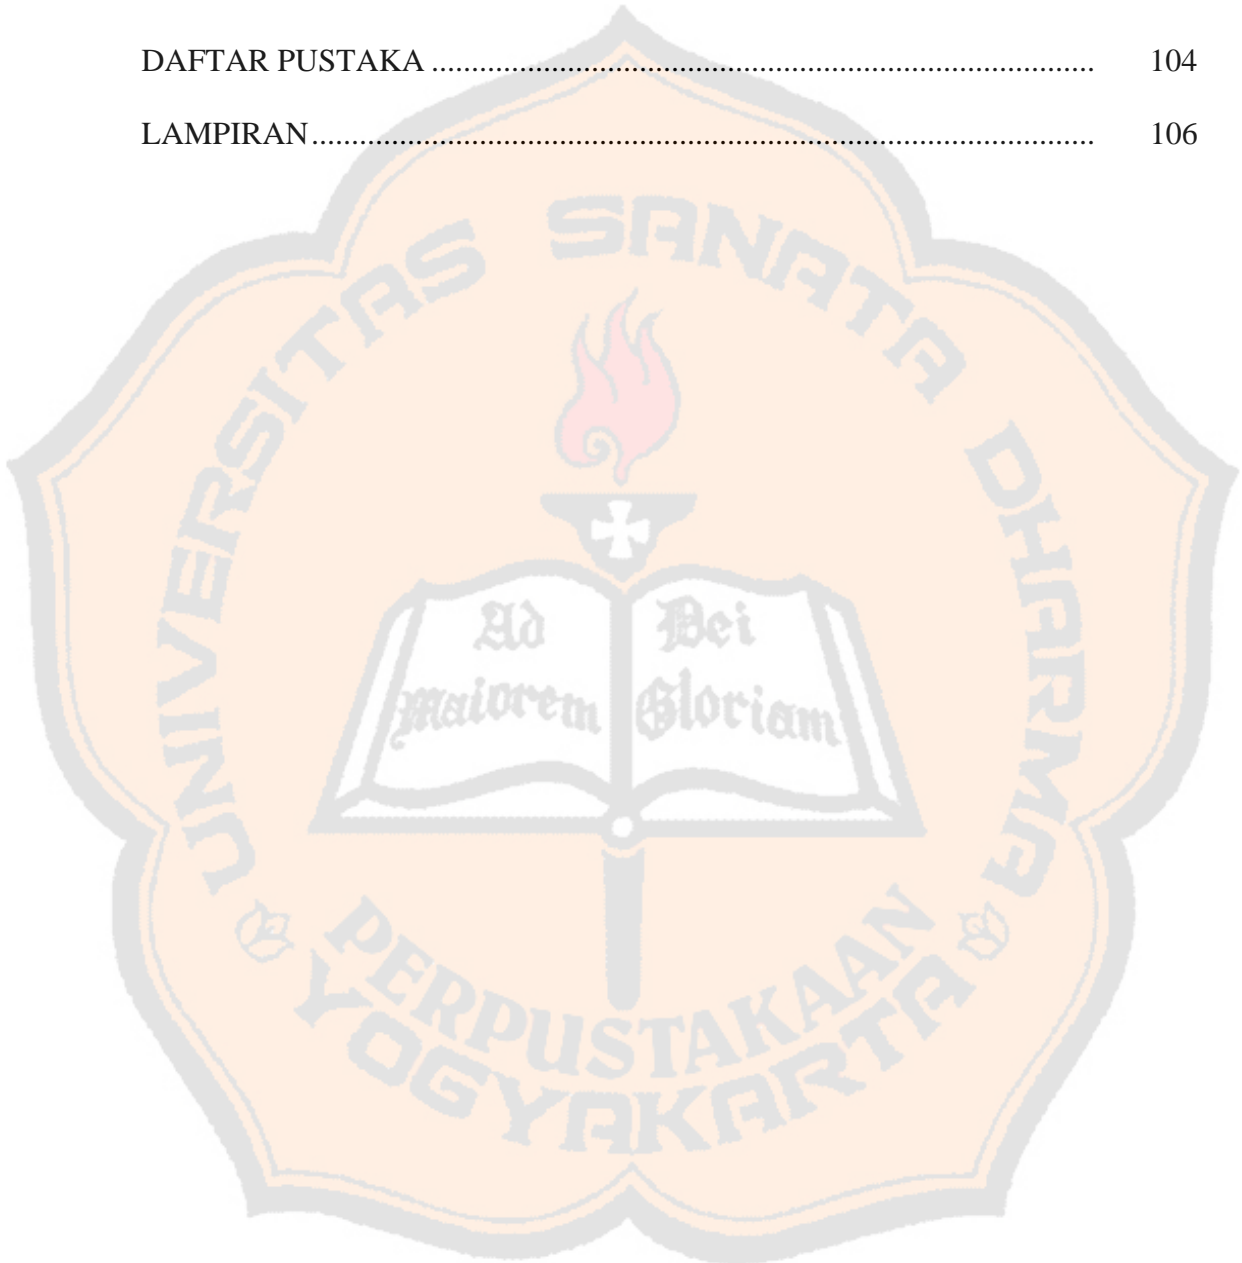 DAFTAR PUSTAKA .................................................................................... 104
LAMPIRAN ................................................................................................... 106
UNIVERSITAS SANATA DHARMA
Ad Dei
Maiorem Gloriam
PERPUSTAKAAN
YOGYAKARTA